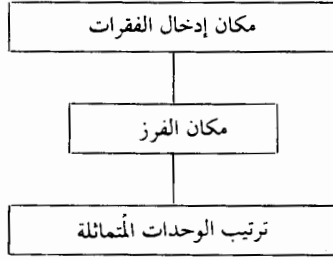 مكان إدخال الفقرات
مكان الفرز
ترتيب الوحدات المُتماثلة